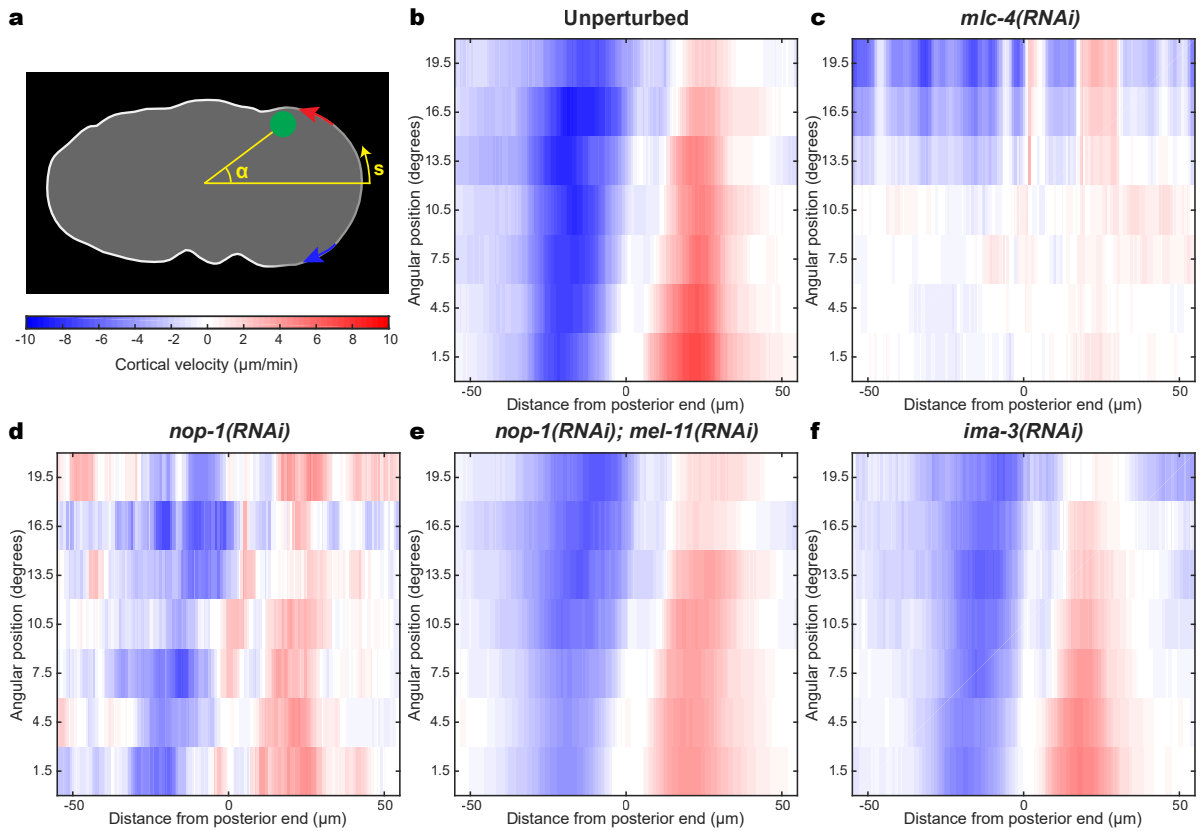 a
α
s
-10 -8 -6 -4 -2 0 2 4 6 8 10
Cortical velocity (µm/min)
b
Unperturbed
Angular position (degrees)
19.5
16.5
13.5
10.5
7.5
4.5
1.5
-50 0 50
Distance from posterior end (µm)
c
mlc-4(RNAi)
Angular position (degrees)
19.5
16.5
13.5
10.5
7.5
4.5
1.5
-50 0 50
Distance from posterior end (µm)
d
nop-1(RNAi)
Angular position (degrees)
19.5
16.5
13.5
10.5
7.5
4.5
1.5
-50 0 50
Distance from posterior end (µm)
e
nop-1(RNAi); mel-11(RNAi)
Angular position (degrees)
19.5
16.5
13.5
10.5
7.5
4.5
1.5
-50 0 50
Distance from posterior end (µm)
f
ima-3(RNAi)
Angular position (degrees)
19.5
16.5
13.5
10.5
7.5
4.5
1.5
-50 0 50
Distance from posterior end (µm)